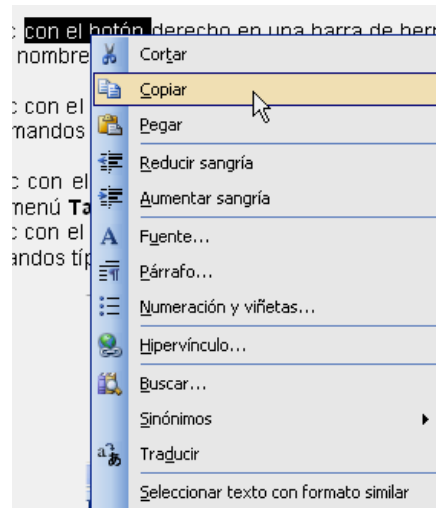 c con el botón derecho en una barra de herr
nombre
Cortar
c con el
Copiar
mandos
Pegar
Reducir sangría
c con el
Aumentar sangría
menú Ta
c con el
Fuente...
andos típ
Párrafo...
Numeración y viñetas...
Hipervínculo...
Buscar...
Sinónimos
Traducir
Seleccionar texto con formato similar